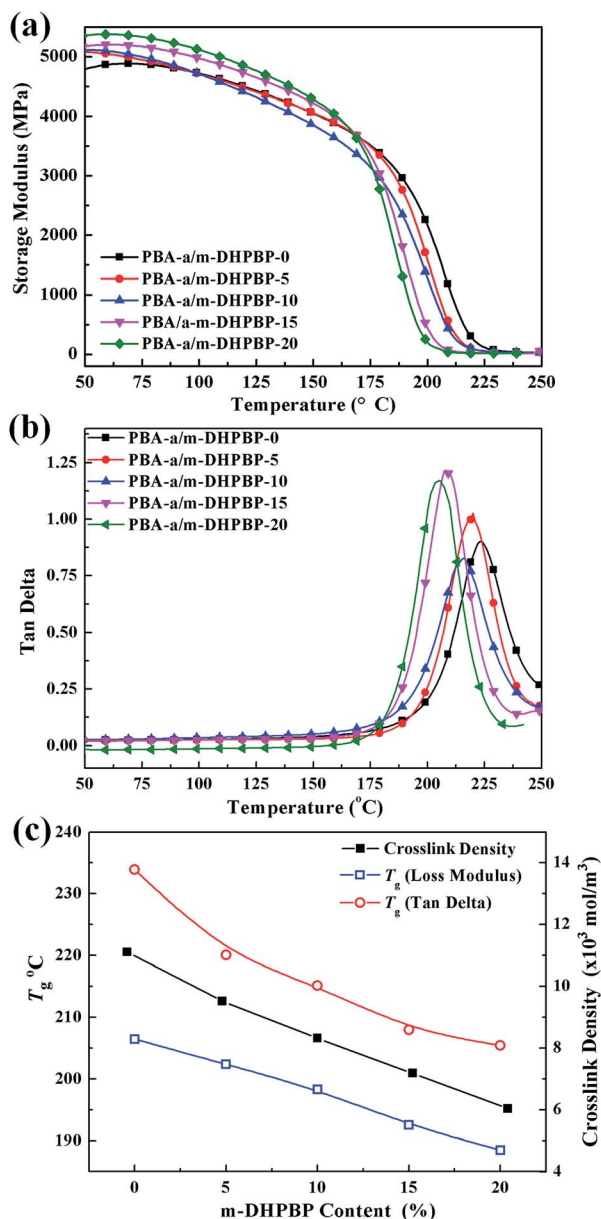 (a)
5000
4000
3000
2000
1000
0
Storage Modulus (MPa)
PBA-a/m-DHPBP-0
PBA-a/m-DHPBP-5
PBA-a/m-DHPBP-10
PBA/a-m-DHPBP-15
PBA-a/m-DHPBP-20
50 75 100 125 150 175 200 225 250
Temperature (° C)
(b)
PBA-a/m-DHPBP-0
PBA-a/m-DHPBP-5
PBA-a/m-DHPBP-10
PBA-a/m-DHPBP-15
PBA-a/m-DHPBP-20
1.25
1.00
0.75
0.50
0.25
0.00
Tan Delta
50 75 100 125 150 175 200 225 250
Temperature (°C)
(c)
240
230
220
210
200
190
Tg °C
Crosslink Density
Tg (Loss Modulus)
Tg (Tan Delta)
14
12
10
8
6
4
Crosslink Density (x10³ mol/m³)
0 5 10 15 20
m-DHPBP Content (%)